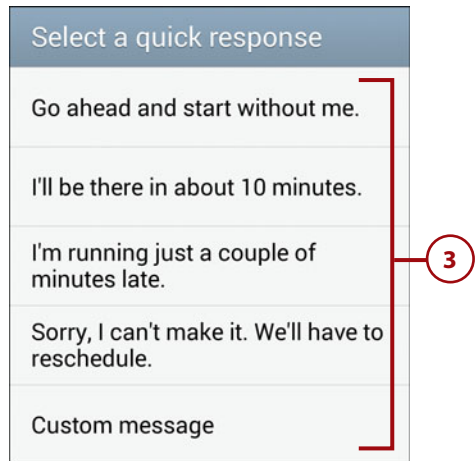 Select a quick response
Go ahead and start without me.
I'll be there in about 10 minutes.
I'm running just a couple of
minutes late.
3
Sorry, I can't make it. We'll have to
reschedule.
Custom message